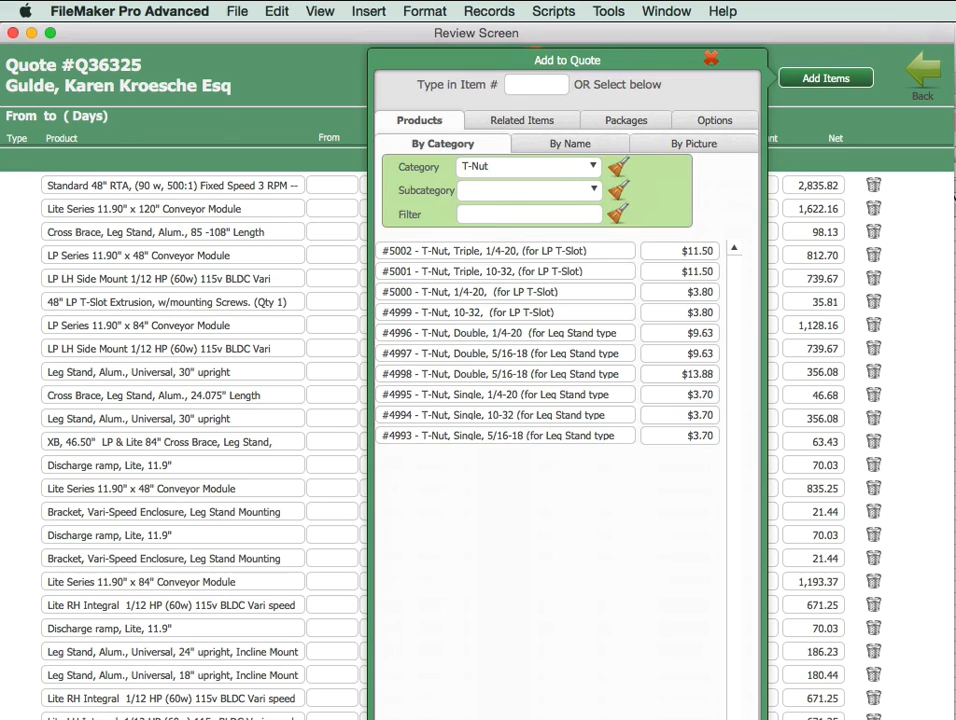 FileMaker Pro Advanced File Edit View Insert Format Records Scripts Tools Window Help
Review Screen
Quote #Q36325
Gulde, Karen Kroesche Esq
From to ( Days)
Type Product From Net
Add Items
Back
Add to Quote
Type in Item # OR Select below
Products Related Items Packages Options
By Category By Name By Picture
Category T-Nut
Subcategory
Filter
#5002 - T-Nut, Triple, 1/4-20, (for LP T-Slot) $11.50
#5001 - T-Nut, Triple, 10-32, (for LP T-Slot) $11.50
#5000 - T-Nut, 1/4-20, (for LP T-Slot) $3.80
#4999 - T-Nut, 10-32, (for LP T-Slot) $3.80
#4996 - T-Nut, Double, 1/4-20 (for Leg Stand type $9.63
#4997 - T-Nut, Double, 5/16-18 (for Leg Stand type $9.63
#4998 - T-Nut, Double, 5/16-18 (for Leg Stand type $13.88
#4995 - T-Nut, Single, 1/4-20 (for Leg Stand type $3.70
#4994 - T-Nut, Single, 10-32 (for Leg Stand type $3.70
#4993 - T-Nut, Single, 5/16-18 (for Leg Stand type $3.70
Standard 48" RTA, (90 w, 500:1) Fixed Speed 3 RPM -- 2,835.82
Lite Series 11.90" x 120" Conveyor Module 1,622.16
Cross Brace, Leg Stand, Alum., 85 -108" Length 98.13
LP Series 11.90" x 48" Conveyor Module 812.70
LP LH Side Mount 1/12 HP (60w) 115v BLDC Vari 739.67
48" LP T-Slot Extrusion, w/mounting Screws. (Qty 1) 35.81
LP Series 11.90" x 84" Conveyor Module 1,128.16
LP LH Side Mount 1/12 HP (60w) 115v BLDC Vari 739.67
Leg Stand, Alum., Universal, 30" upright 356.08
Cross Brace, Leg Stand, Alum., 24.075" Length 46.68
Leg Stand, Alum., Universal, 30" upright 356.08
XB, 46.50" LP & Lite 84" Cross Brace, Leg Stand, 63.43
Discharge ramp, Lite, 11.9" 70.03
Lite Series 11.90" x 48" Conveyor Module 835.25
Bracket, Vari-Speed Enclosure, Leg Stand Mounting 21.44
Discharge ramp, Lite, 11.9" 70.03
Bracket, Vari-Speed Enclosure, Leg Stand Mounting 21.44
Lite Series 11.90" x 84" Conveyor Module 1,193.37
Lite RH Integral 1/12 HP (60w) 115v BLDC Vari speed 671.25
Discharge ramp, Lite, 11.9" 70.03
Leg Stand, Alum., Universal, 24" upright, Incline Mount 186.23
Leg Stand, Alum., Universal, 18" upright, Incline Mount 180.44
Lite RH Integral 1/12 HP (60w) 115v BLDC Vari speed 671.25